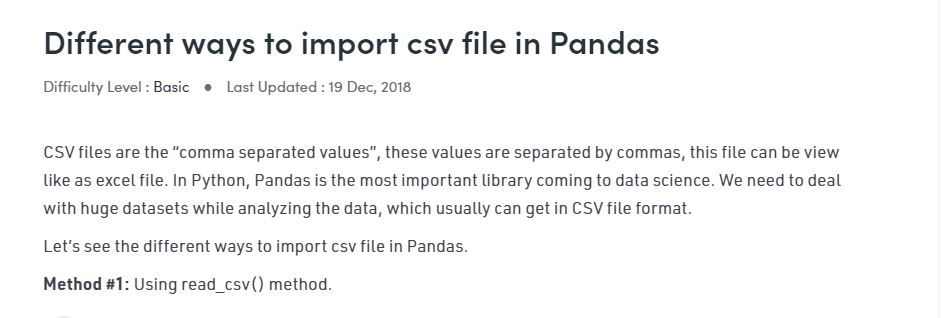 Different ways to import csv file in Pandas
Difficulty Level : Basic ● Last Updated : 19 Dec, 2018
CSV files are the “comma separated values”, these values are separated by commas, this file can be view
like as excel file. In Python, Pandas is the most important library coming to data science. We need to deal
with huge datasets while analyzing the data, which usually can get in CSV file format.
Let’s see the different ways to import csv file in Pandas.
Method #1: Using read_csv() method.